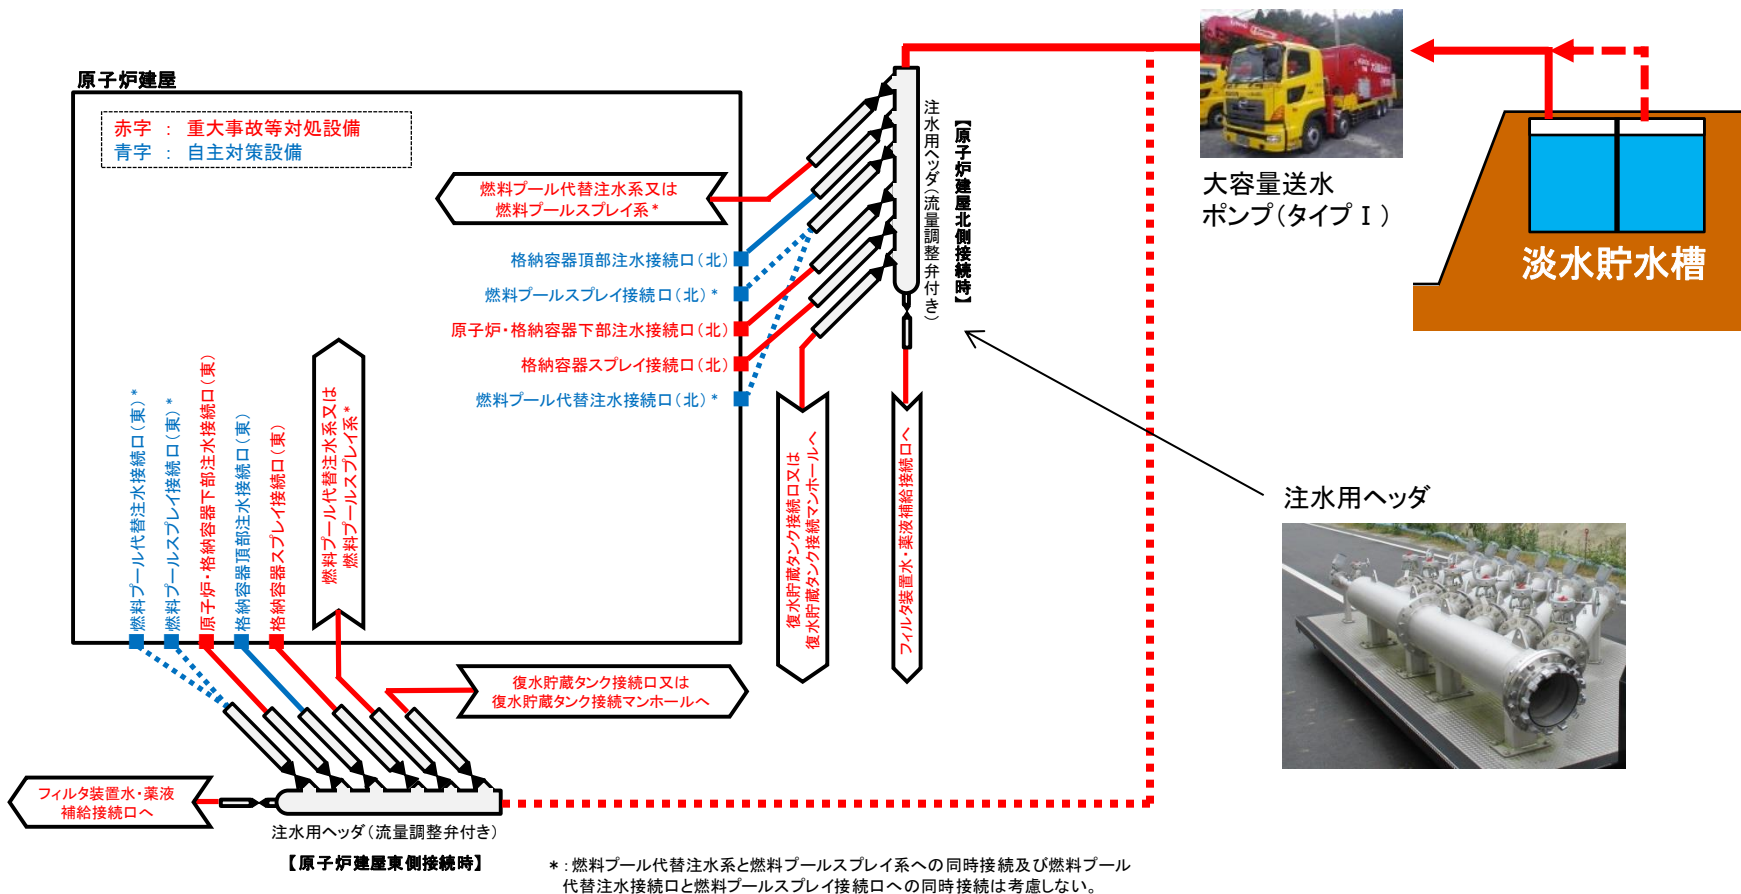 原子炉建屋
赤字 ： 重大事故等対処設備
青字 ： 自主対策設備
燃料プール代替注水系又は
燃料プールスプレイ系*
格納容器頂部注水接続口(北)
燃料プールスプレイ接続口(北)*
原子炉・格納容器下部注水接続口(北)
格納容器スプレイ接続口(北)
燃料プール代替注水接続口(北)*
注水用ヘッダ(流量調整弁付き)
【原子炉建屋北側接続時】
大容量送水
ポンプ(タイプⅠ)
淡水貯水槽
燃料プール代替注水接続口(東)*
燃料プールスプレイ接続口(東)*
原子炉・格納容器下部注水接続口(東)
格納容器頂部注水接続口(東)
格納容器スプレイ接続口(東)
燃料プール代替注水系又は
燃料プールスプレイ系*
復水貯蔵タンク接続口又は
復水貯蔵タンク接続マンホールへ
フィルタ装置水・薬液補給接続口へ
注水用ヘッダ
復水貯蔵タンク接続口又は
復水貯蔵タンク接続マンホールへ
フィルタ装置水・薬液
補給接続口へ
注水用ヘッダ(流量調整弁付き)
【原子炉建屋東側接続時】
*：燃料プール代替注水系と燃料プールスプレイ系への同時接続及び燃料プール
代替注水接続口と燃料プールスプレイ接続口への同時接続は考慮しない。